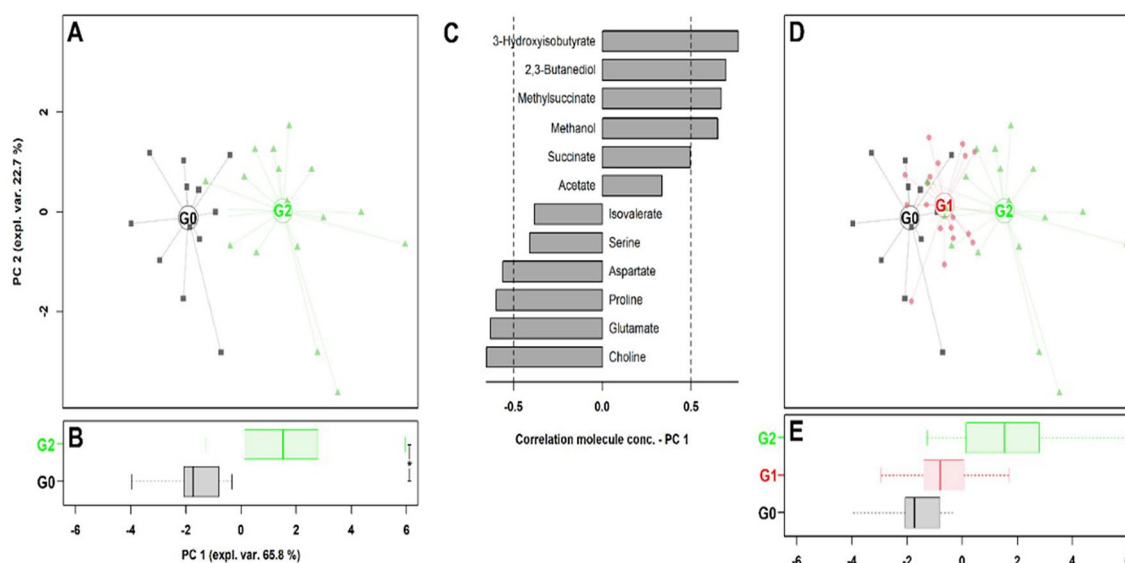 A
PC 2 (expl. var. 22.7 %)
2
0
-2
G0
G2
B
G2
G0
*
-6
-4
-2
0
2
4
6
PC 1 (expl. var. 65.8 %)
C
3-Hydroxyisobutyrate
2,3-Butanediol
Methylsuccinate
Methanol
Succinate
Acetate
Isovalerate
Serine
Aspartate
Proline
Glutamate
Choline
-0.5
0.0
0.5
Correlation molecule conc. - PC 1
D
G0
G1
G2
E
G2
G1
G0
-6
-4
-2
0
2
4